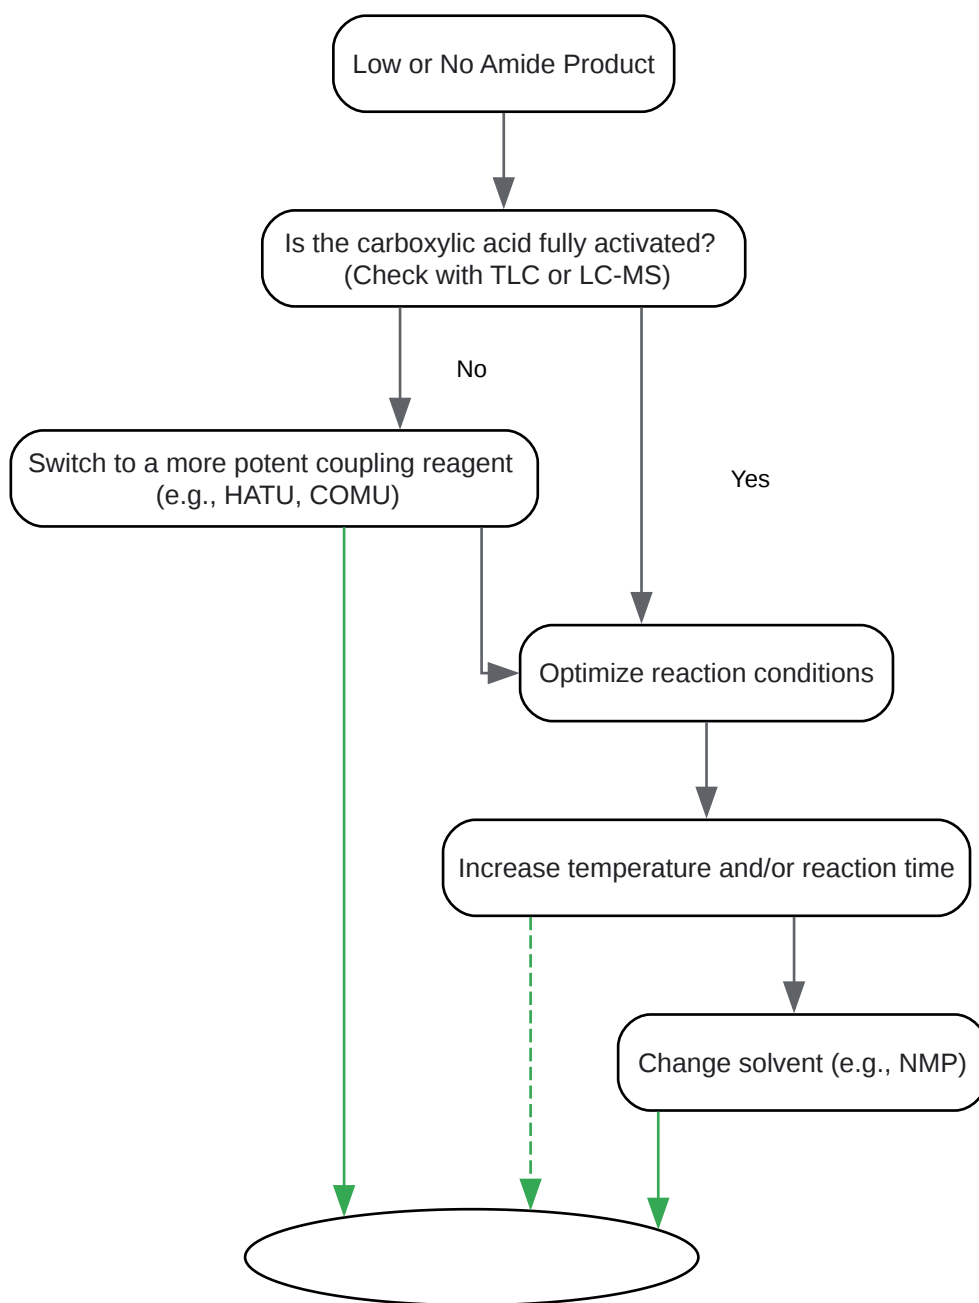 Low or No Amide Product
Is the carboxylic acid fully activated?
(Check with TLC or LC-MS)
No
Switch to a more potent coupling reagent
(e.g., HATU, COMU)
Yes
Optimize reaction conditions
Increase temperature and/or reaction time
Change solvent (e.g., NMP)